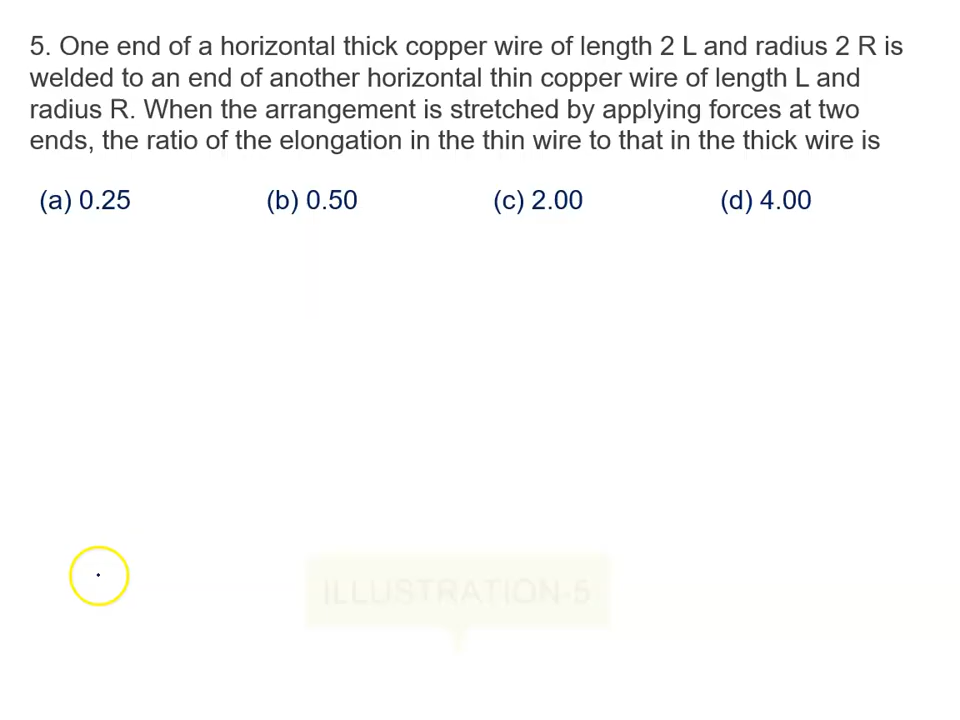 5. One end of a horizontal thick copper wire of length 2 L and radius 2 R is
welded to an end of another horizontal thin copper wire of length L and
radius R. When the arrangement is stretched by applying forces at two
ends, the ratio of the elongation in the thin wire to that in the thick wire is
(a) 0.25 (b) 0.50 (c) 2.00 (d) 4.00
ILLUSTRATION-5